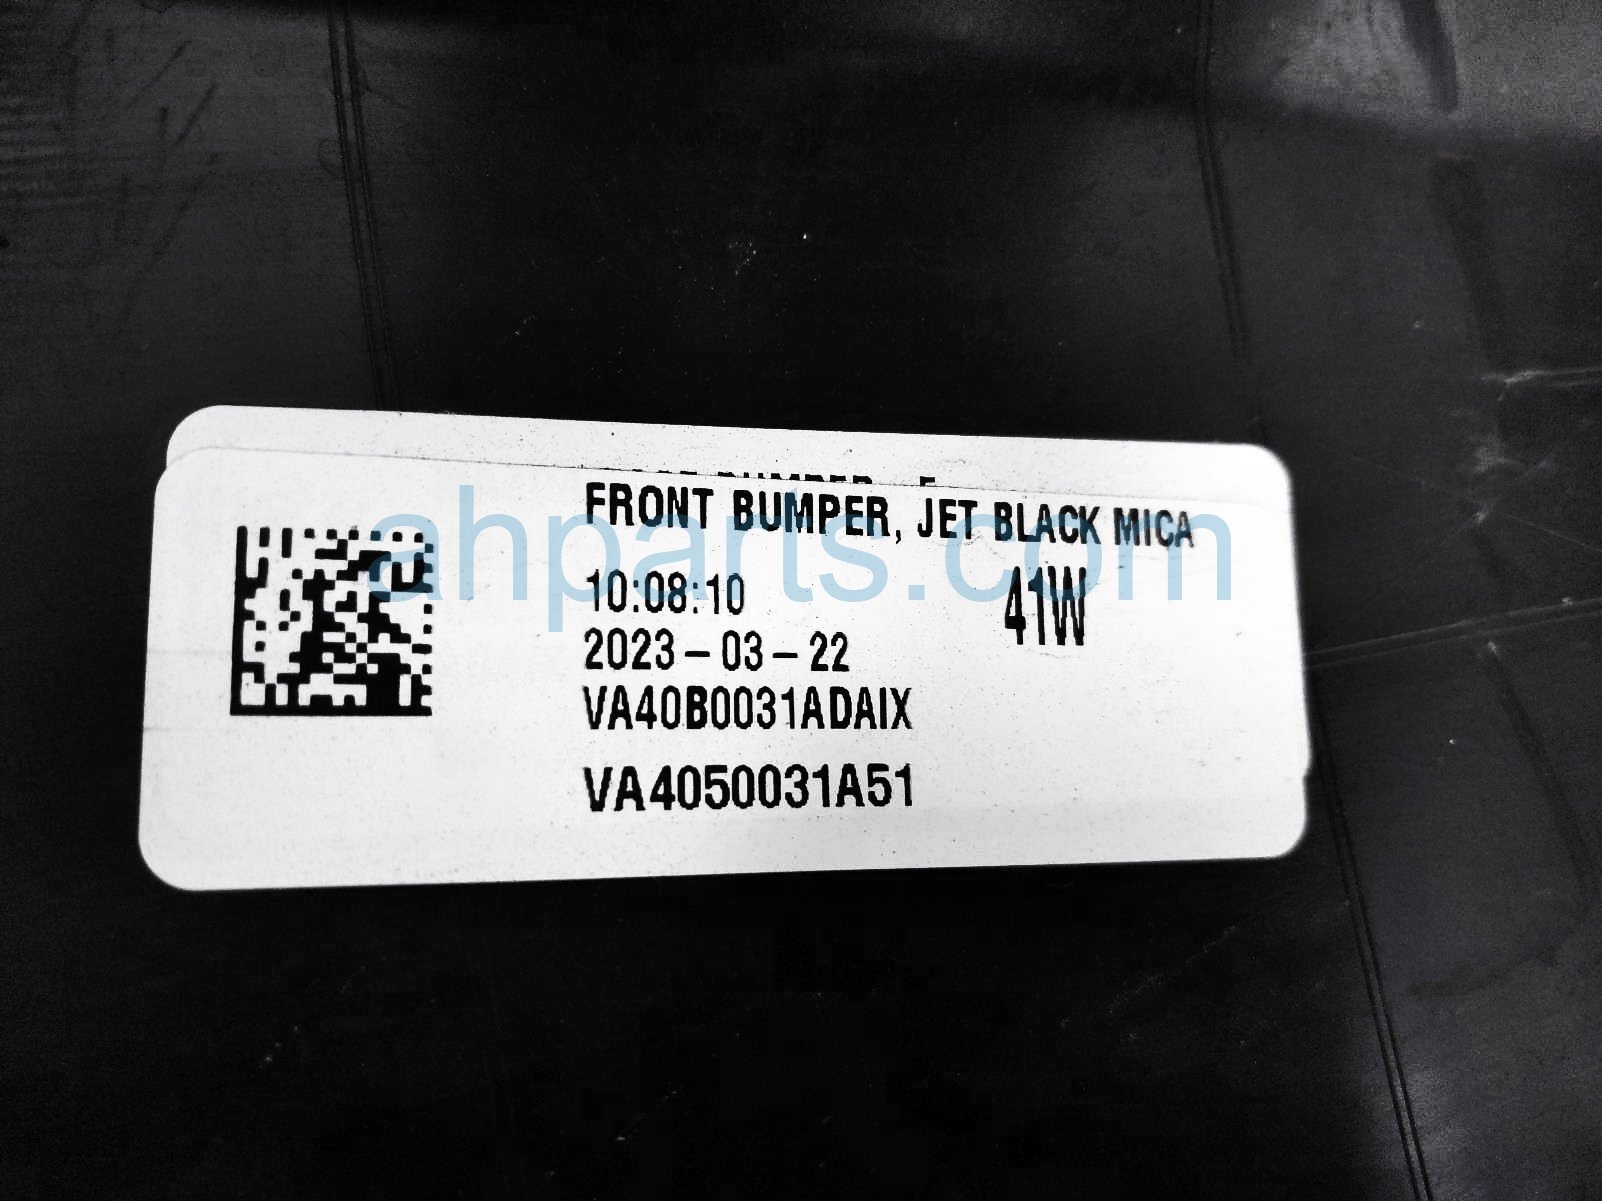 FRONT BUMPER, JET BLACK MICA
10:08:10
41W
2023-03-22
VA40B0031ADAIX
VA4050031A51
ahparts.com